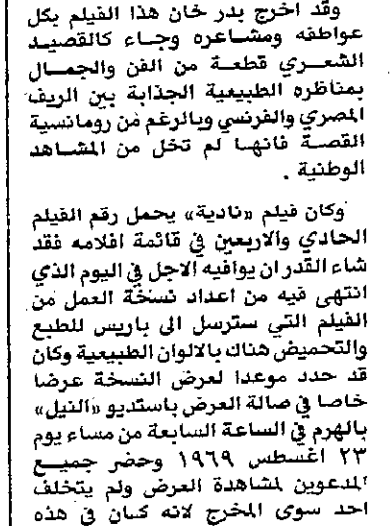 وقد اخرج بدر خان هذا الفيلم بكل
عواطفه ومشاعره وجاء كالقصيد
الشعري قطعة من الفن والجمال
بمناظره الطبيعية الجذابة بين الريف
المصري والفرنسي وبالرغم من رومانسية
القصة فانها لم تخل من المشاهد
الوطنية .
وكان فيلم «نادية» يحمل رقم الفيلم
الحادي والاربعين في قائمة افلامه فقد
شاء القدر ان يوافيه الاجل في اليوم الذي
انتهى فيه من اعداد نسخة العمل من
الفيلم التي سترسل الى باريس للطبع
والتحميض هناك بالالوان الطبيعية وكان
قد حدد موعدا لعرض النسخة عرضا
خاصا في صالة العرض باستديو «النيل»
بالهرم في الساعة السابعة من مساء يوم
٢٣ اغسطس ١٩٦٩ وحضر جميع
المدعوين لمشاهدة العرض ولم يتخلف
احد سوى المخرج لانه كان في هذه